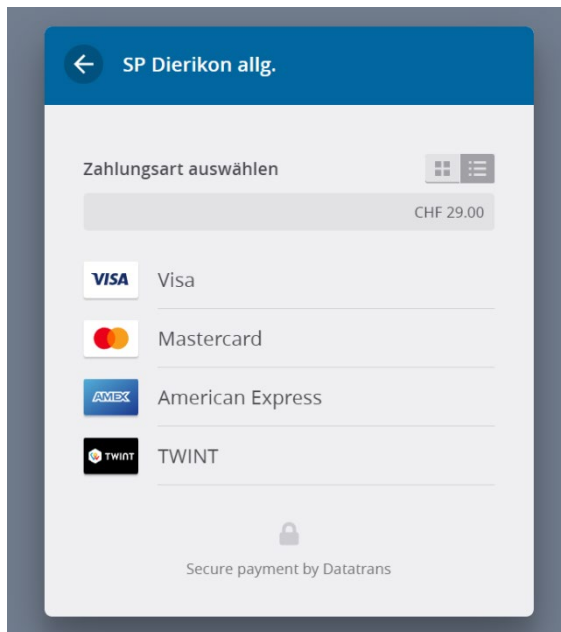 SP Dierikon allg.
Zahlungsart auswählen
CHF 29.00
VISA Visa
Mastercard
AMEX American Express
TWINT TWINT
Secure payment by Datatrans